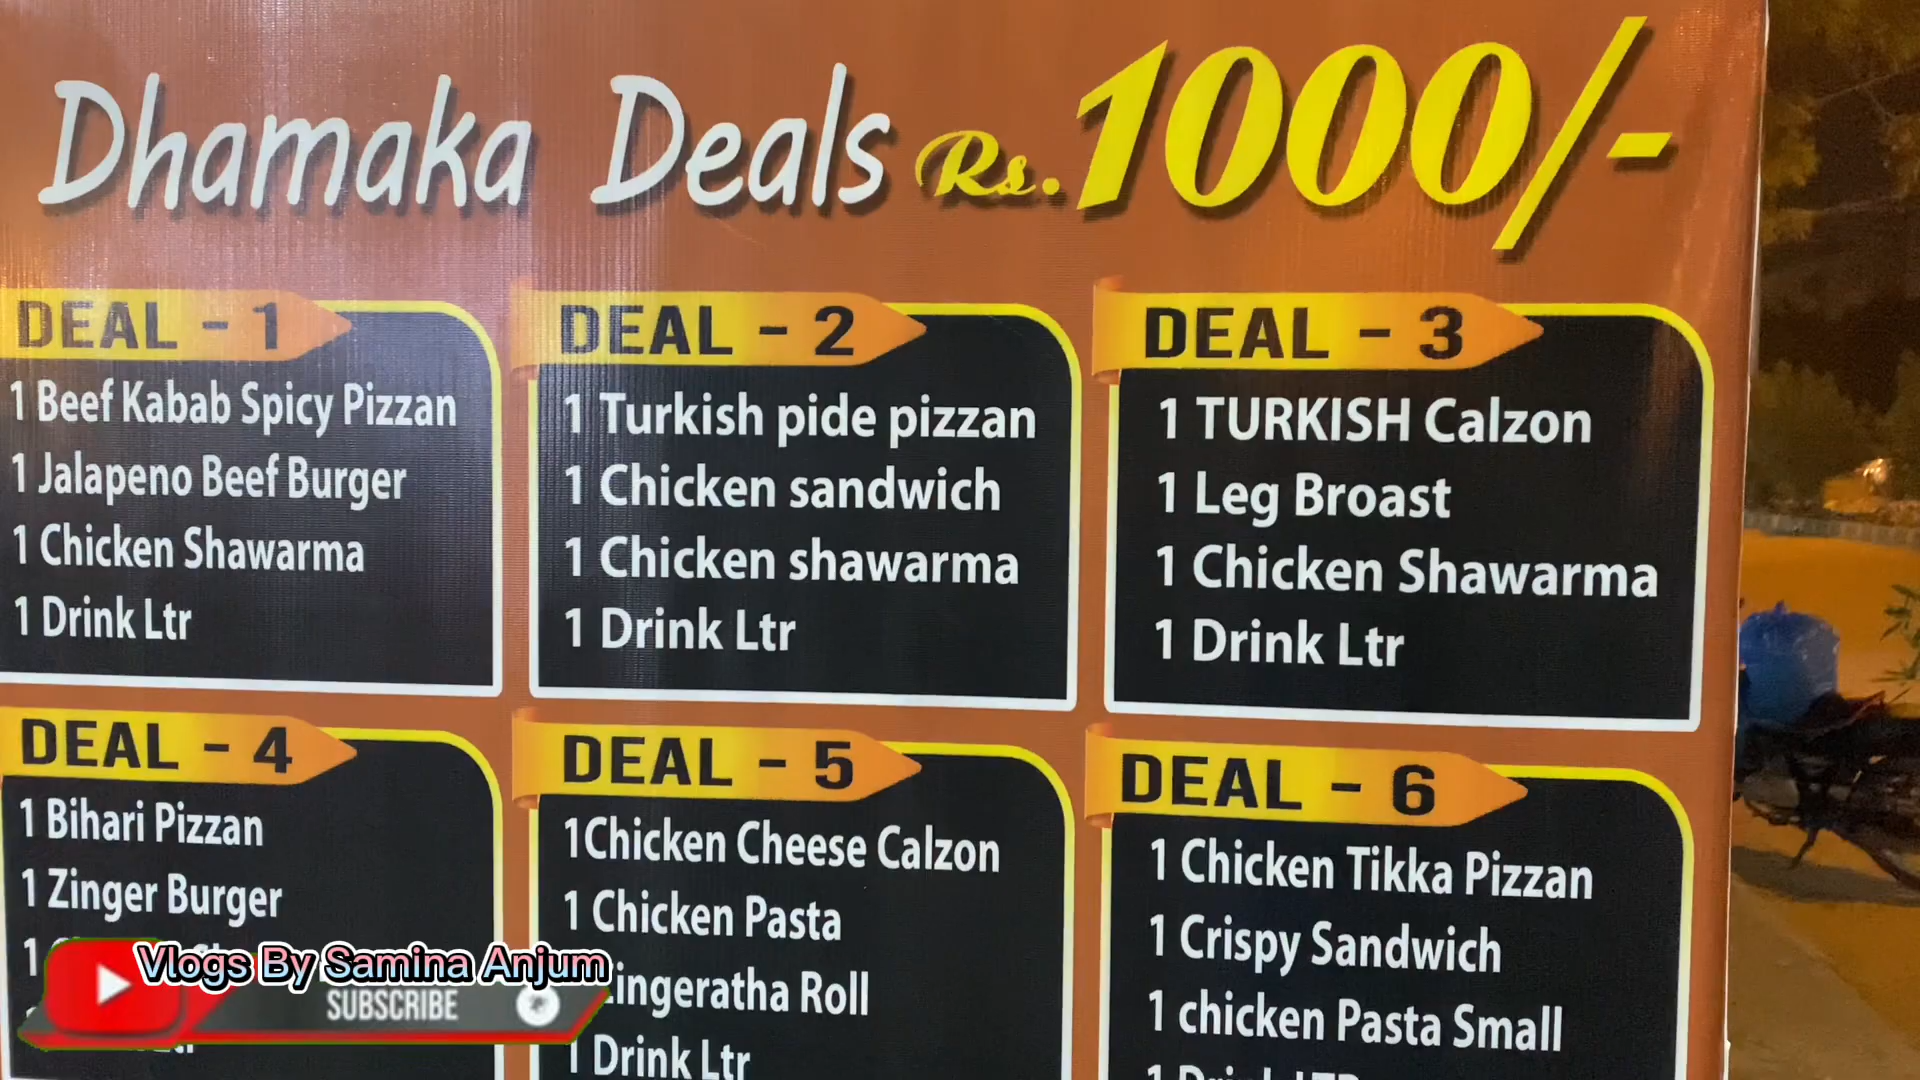 Dhamaka Deals Rs.1000/-
DEAL - 1
1 Beef Kabab Spicy Pizzan
1 Jalapeno Beef Burger
1 Chicken Shawarma
1 Drink Ltr
DEAL - 2
1 Turkish pide pizzan
1 Chicken sandwich
1 Chicken shawarma
1 Drink Ltr
DEAL - 3
1 TURKISH Calzon
1 Leg Broast
1 Chicken Shawarma
1 Drink Ltr
DEAL - 4
1 Bihari Pizzan
1 Zinger Burger
1
DEAL - 5
1Chicken Cheese Calzon
1 Chicken Pasta
Roll
1 Drink Ltr
DEAL - 6
1 Chicken Tikka Pizzan
1 Crispy Sandwich
1 chicken Pasta Small
1
Vlogs By Samina Anjum
SUBSCRIBE